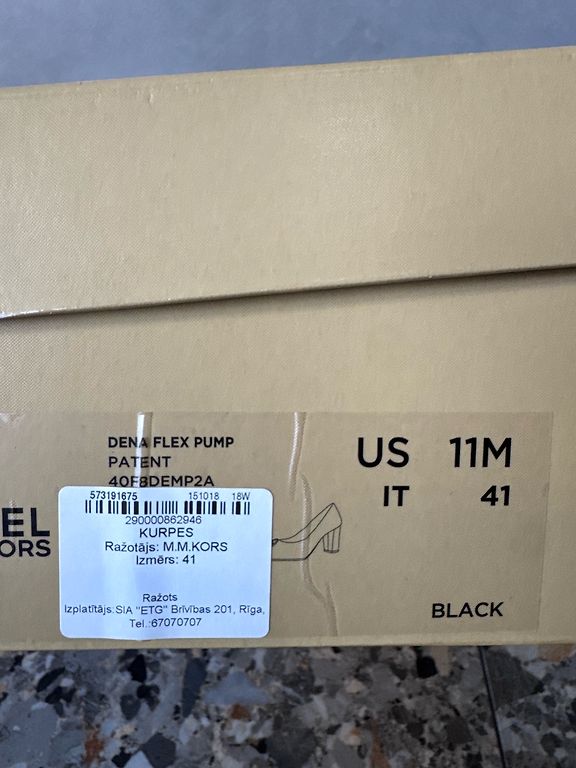 DENA FLEX PUMP
PATENT
40F8DEMP2A
US 11M
IT 41
EL
ORS
BLACK
573191675 151018 18W
290000862946
KURPES
Ražotājs: M.M.KORS
Izmērs: 41
Ražots
Izplatītājs:SIA "ETG" Brīvības 201, Rīga,
Tel.:67070707